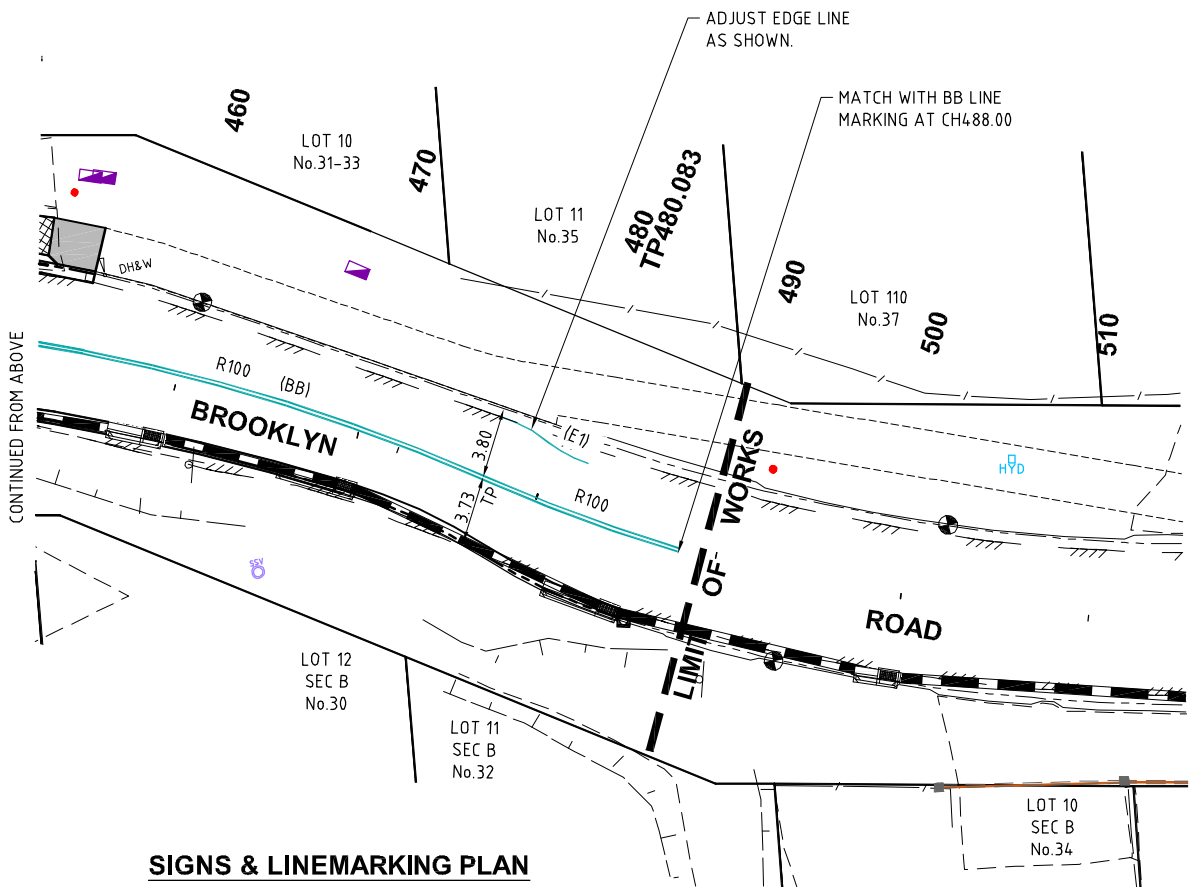 ADJUST EDGE LINE
AS SHOWN.
MATCH WITH BB LINE
MARKING AT CH488.00
460
LOT 10
No.31-33
470
LOT 11
No.35
480
TP480.083
490
LOT 110
No.37
500
510
DH&W
CONTINUED FROM ABOVE
R100
(BB)
BROOKLYN
3.80
(E1)
3.73
TP
R100
HYD
SSV
LIMIT OF WORKS
ROAD
LOT 12
SEC B
No.30
LOT 11
SEC B
No.32
LOT 10
SEC B
No.34
SIGNS & LINEMARKING PLAN